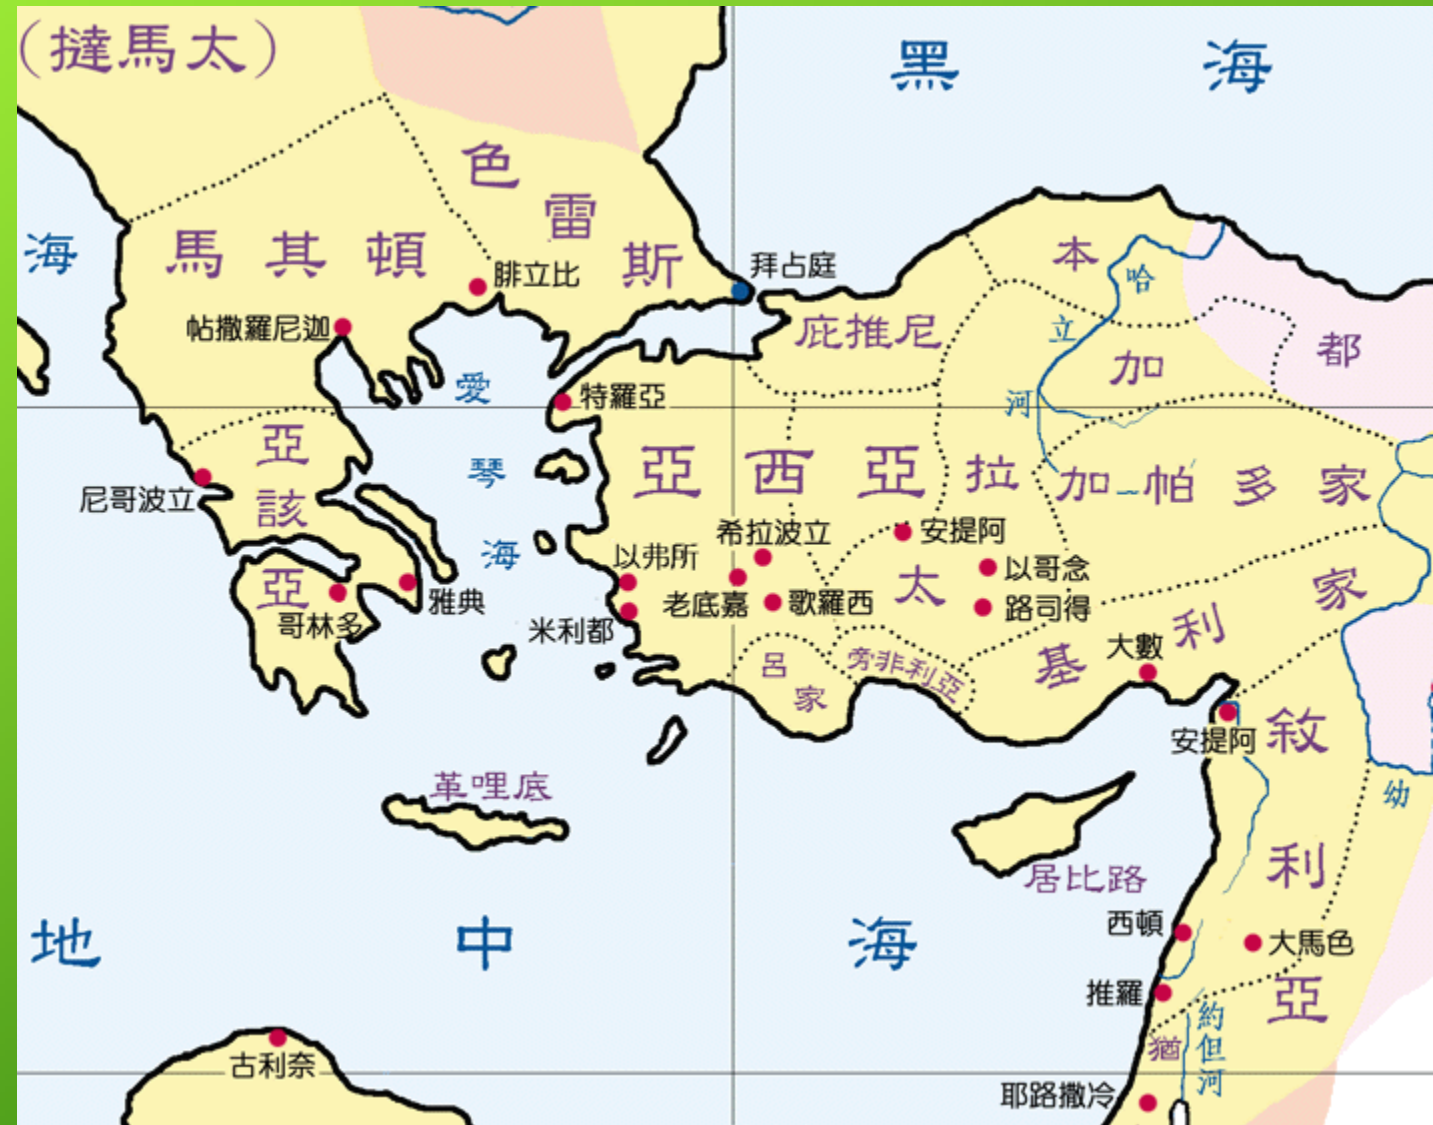 （撻馬太）
黑海
海
色雷斯
馬其頓
腓立比
拜占庭
帖撒羅尼迦
庇推尼
本都
哈立河
加
愛琴海
特羅亞
亞該亞
尼哥波立
亞西亞
加拉太
加帕多家
希拉波立
安提阿
以弗所
以哥念
老底嘉
歌羅西
路司得
雅典
哥林多
米利都
呂家
旁非利亞
基利家
大數
安提阿
敘利亞
幼
革哩底
居比路
地中海
西頓
大馬色
推羅
約但河
猶
古利奈
耶路撒冷